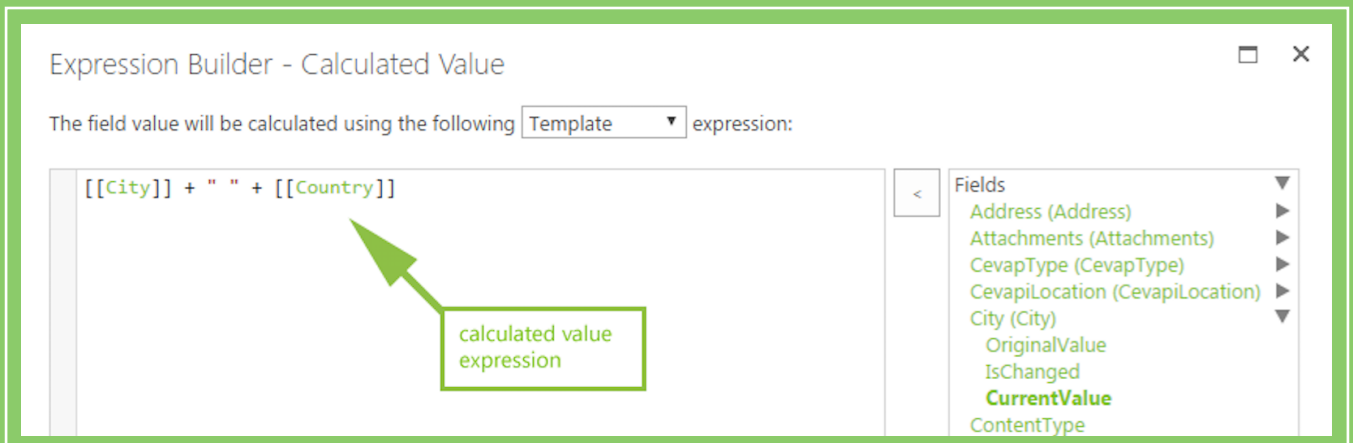 Expression Builder - Calculated Value
The field value will be calculated using the following Template expression:
[[City]] + " " + [[Country]]
<
Fields
Address (Address)
Attachments (Attachments)
CevapType (CevapType)
CevapiLocation (CevapiLocation)
City (City)
OriginalValue
IsChanged
CurrentValue
ContentType
calculated value
expression